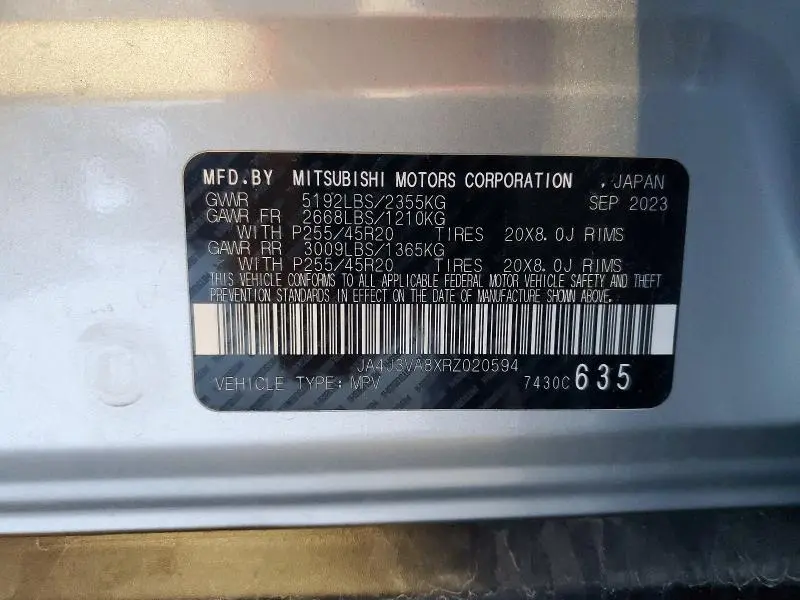 MFD.BY MITSUBISHI MOTORS CORPORATION , JAPAN
GVWR 5192LBS/2355KG SEP 2023
GAWR FR 2668LBS/1210KG
WITH P255/45R20 TIRES 20X8.0J RIMS
GAWR RR 3009LBS/1365KG
WITH P255/45R20 TIRES 20X8.0J RIMS
THIS VEHICLE CONFORMS TO ALL APPLICABLE FEDERAL MOTOR VEHICLE SAFETY AND THEFT
PREVENTION STANDARDS IN EFFECT ON THE DATE OF MANUFACTURE SHOWN ABOVE.
JA4J3VA8XRZ020594
VEHICLE TYPE: MPV 7430C 635